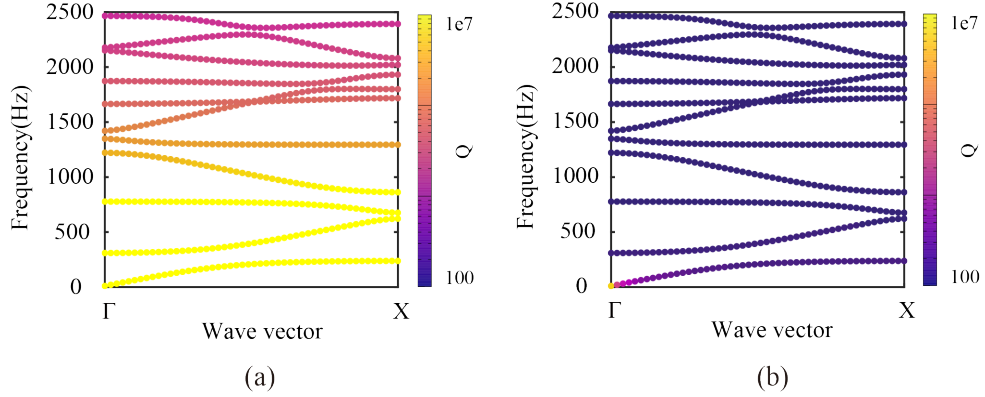 2500
2000
1500
1000
500
0
Frequency(Hz)
Γ
X
Wave vector
1e7
Q
100
(a)
2500
2000
1500
1000
500
0
Frequency(Hz)
Γ
X
Wave vector
1e7
Q
100
(b)